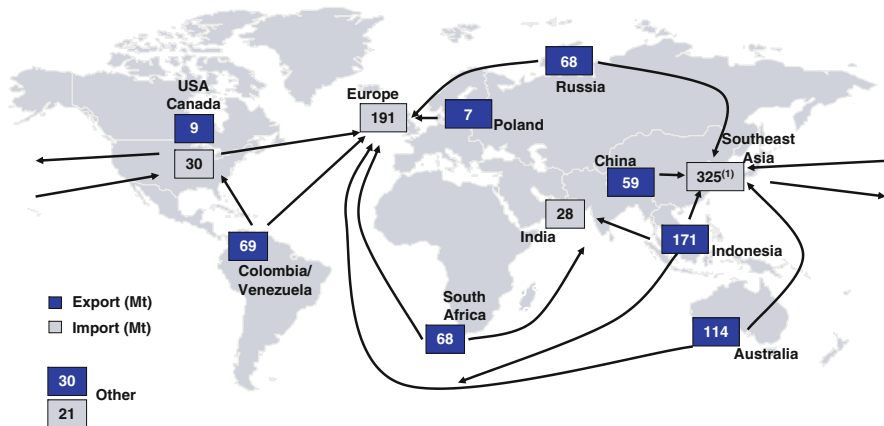 USA
Canada
9
30
Europe
191
68
Russia
7
Poland
Southeast
Asia
325(1)
China
59
28
India
171
Indonesia
69
Colombia/
Venezuela
South
Africa
68
114
Australia
Export (Mt)
Import (Mt)
30
Other
21